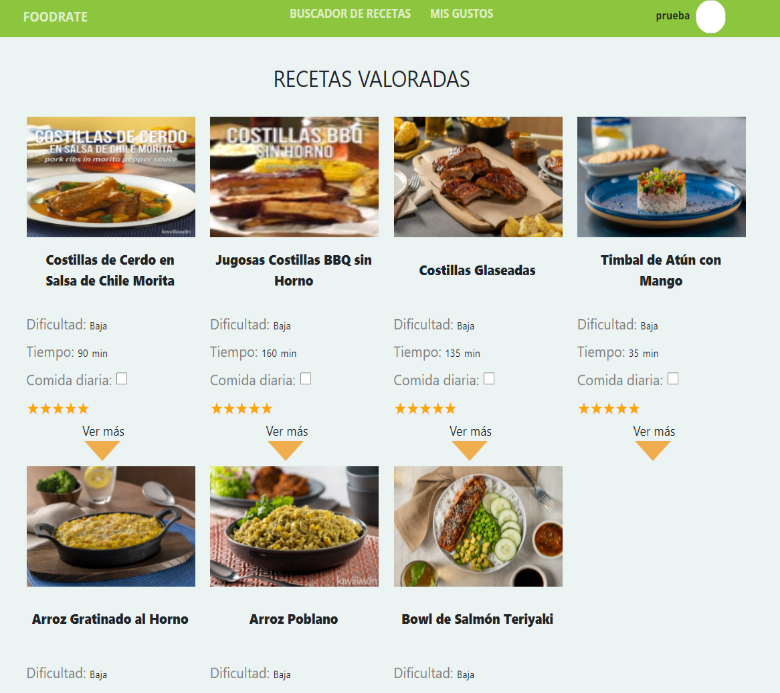 FOODRATE
BUSCADOR DE RECETAS
MIS GUSTOS
prueba
RECETAS VALORADAS
COSTILLAS DE CERDO
EN SALSA DE CHILE MORITA
pork ribs in morita pepper sauce
kiwilimón
COSTILLAS BBQ
SIN HORNO
Costillas de Cerdo en
Salsa de Chile Morita
Jugosas Costillas BBQ sin
Horno
Costillas Glaseadas
Timbal de Atún con
Mango
Dificultad: Baja
Dificultad: Baja
Dificultad: Baja
Dificultad: Baja
Tiempo: 90 min
Tiempo: 160 min
Tiempo: 135 min
Tiempo: 35 min
Comida diaria:
Comida diaria:
Comida diaria:
Comida diaria:
Ver más
Ver más
Ver más
Ver más
kiwilimón
Arroz Gratinado al Horno
Arroz Poblano
Bowl de Salmón Teriyaki
Dificultad: Baja
Dificultad: Baja
Dificultad: Baja